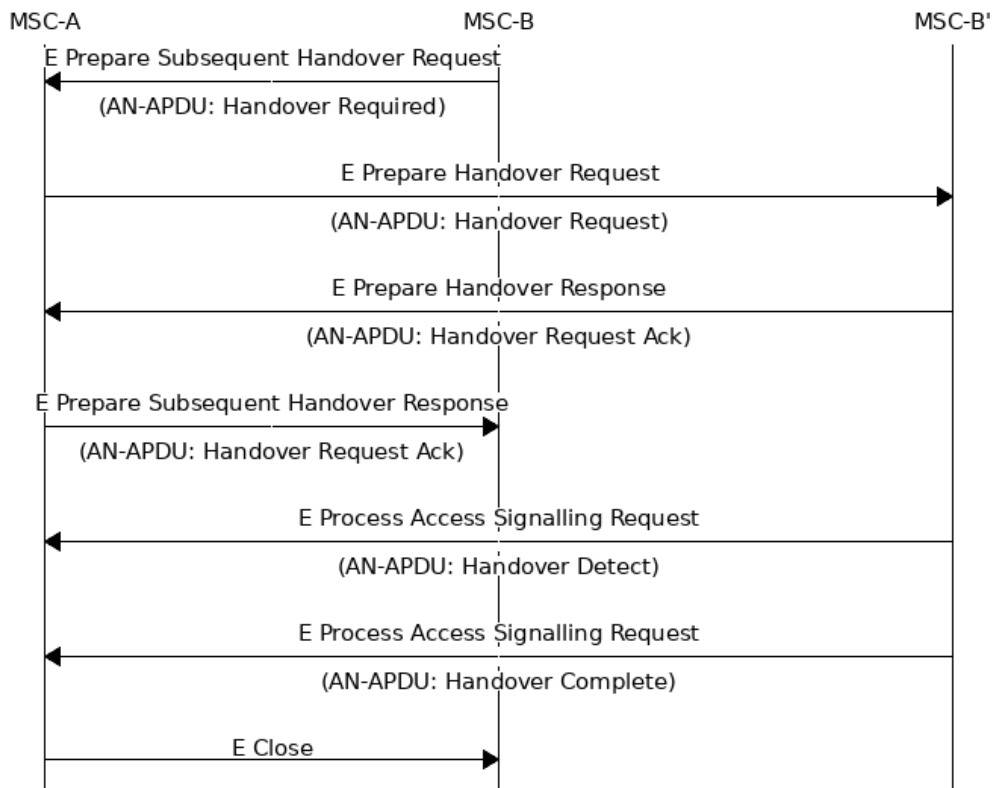 MSC-A MSC-B MSC-B'
E Prepare Subsequent Handover Request
(AN-APDU: Handover Required)
E Prepare Handover Request
(AN-APDU: Handover Request)
E Prepare Handover Response
(AN-APDU: Handover Request Ack)
E Prepare Subsequent Handover Response
(AN-APDU: Handover Request Ack)
E Process Access Signalling Request
(AN-APDU: Handover Detect)
E Process Access Signalling Request
(AN-APDU: Handover Complete)
E Close